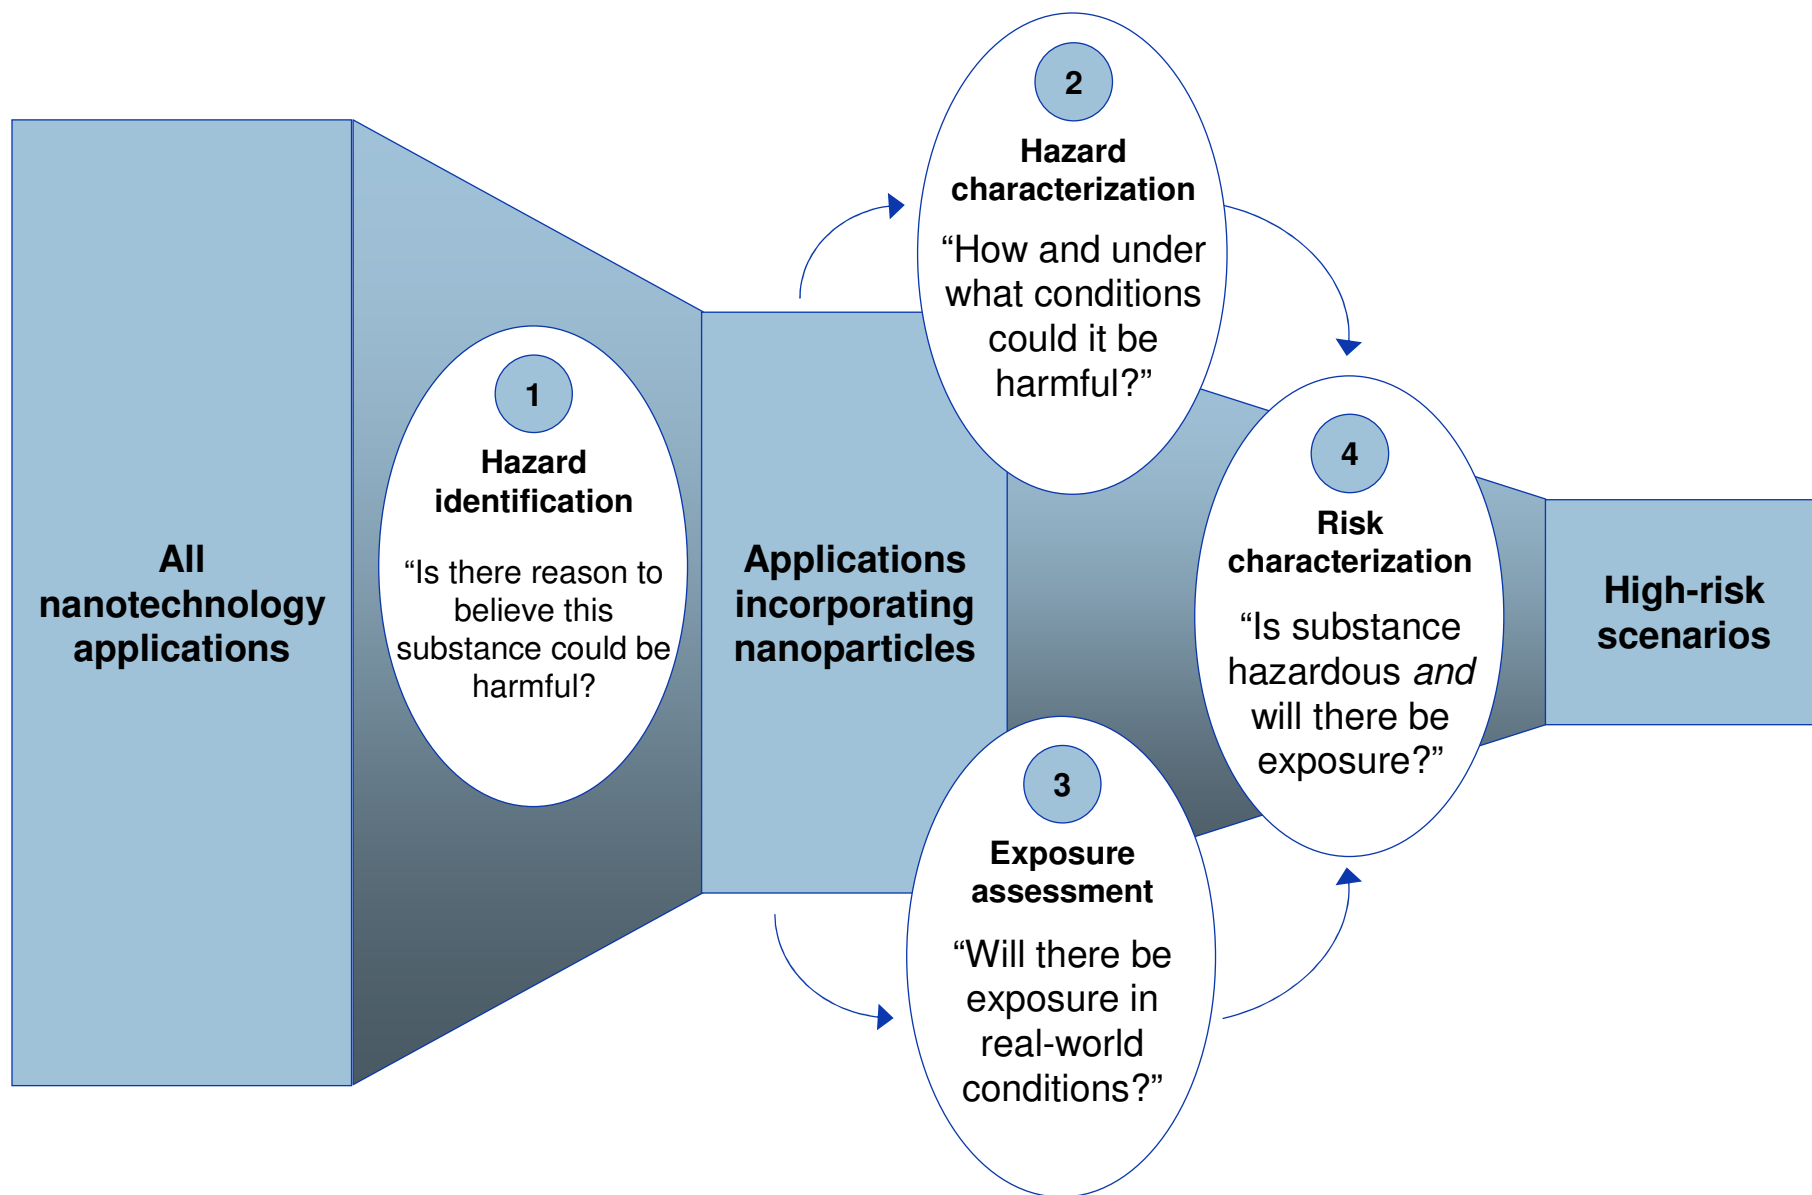 All
nanotechnology
applications
1
Hazard
identification
“Is there reason to
believe this
substance could be
harmful?
Applications
incorporating
nanoparticles
2
Hazard
characterization
“How and under
what conditions
could it be
harmful?”
3
Exposure
assessment
“Will there be
exposure in
real-world
conditions?”
4
Risk
characterization
“Is substance
hazardous and
will there be
exposure?”
High-risk
scenarios